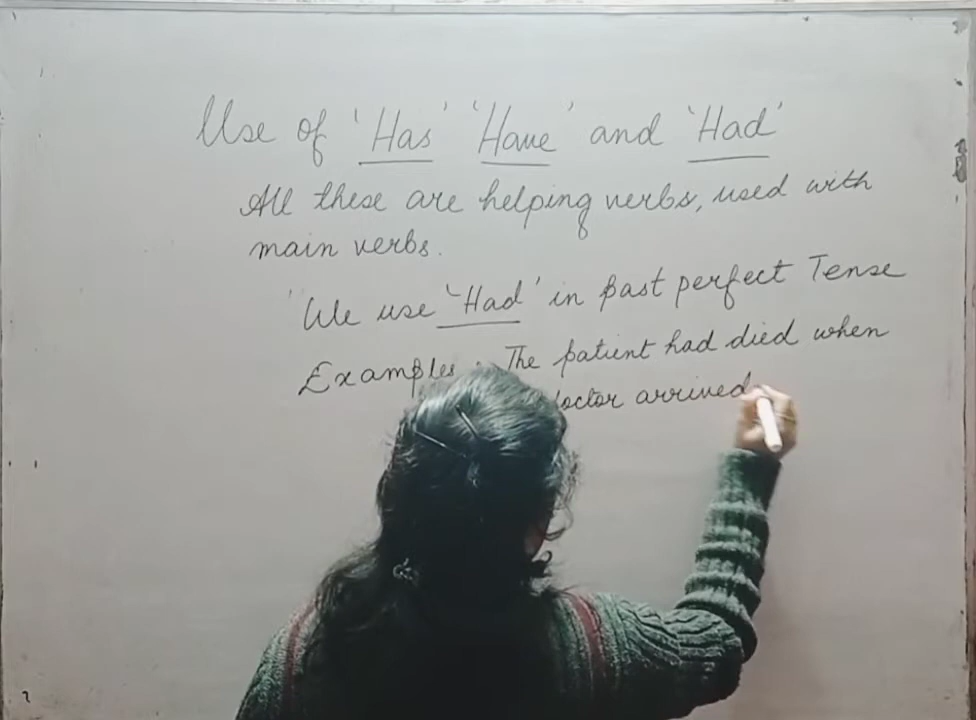 Use of 'Has' 'Have' and 'Had'
All these are helping verbs, used with
main verbs.
'We use 'Had' in past perfect Tense
Examples : The patient had died when
doctor arrived